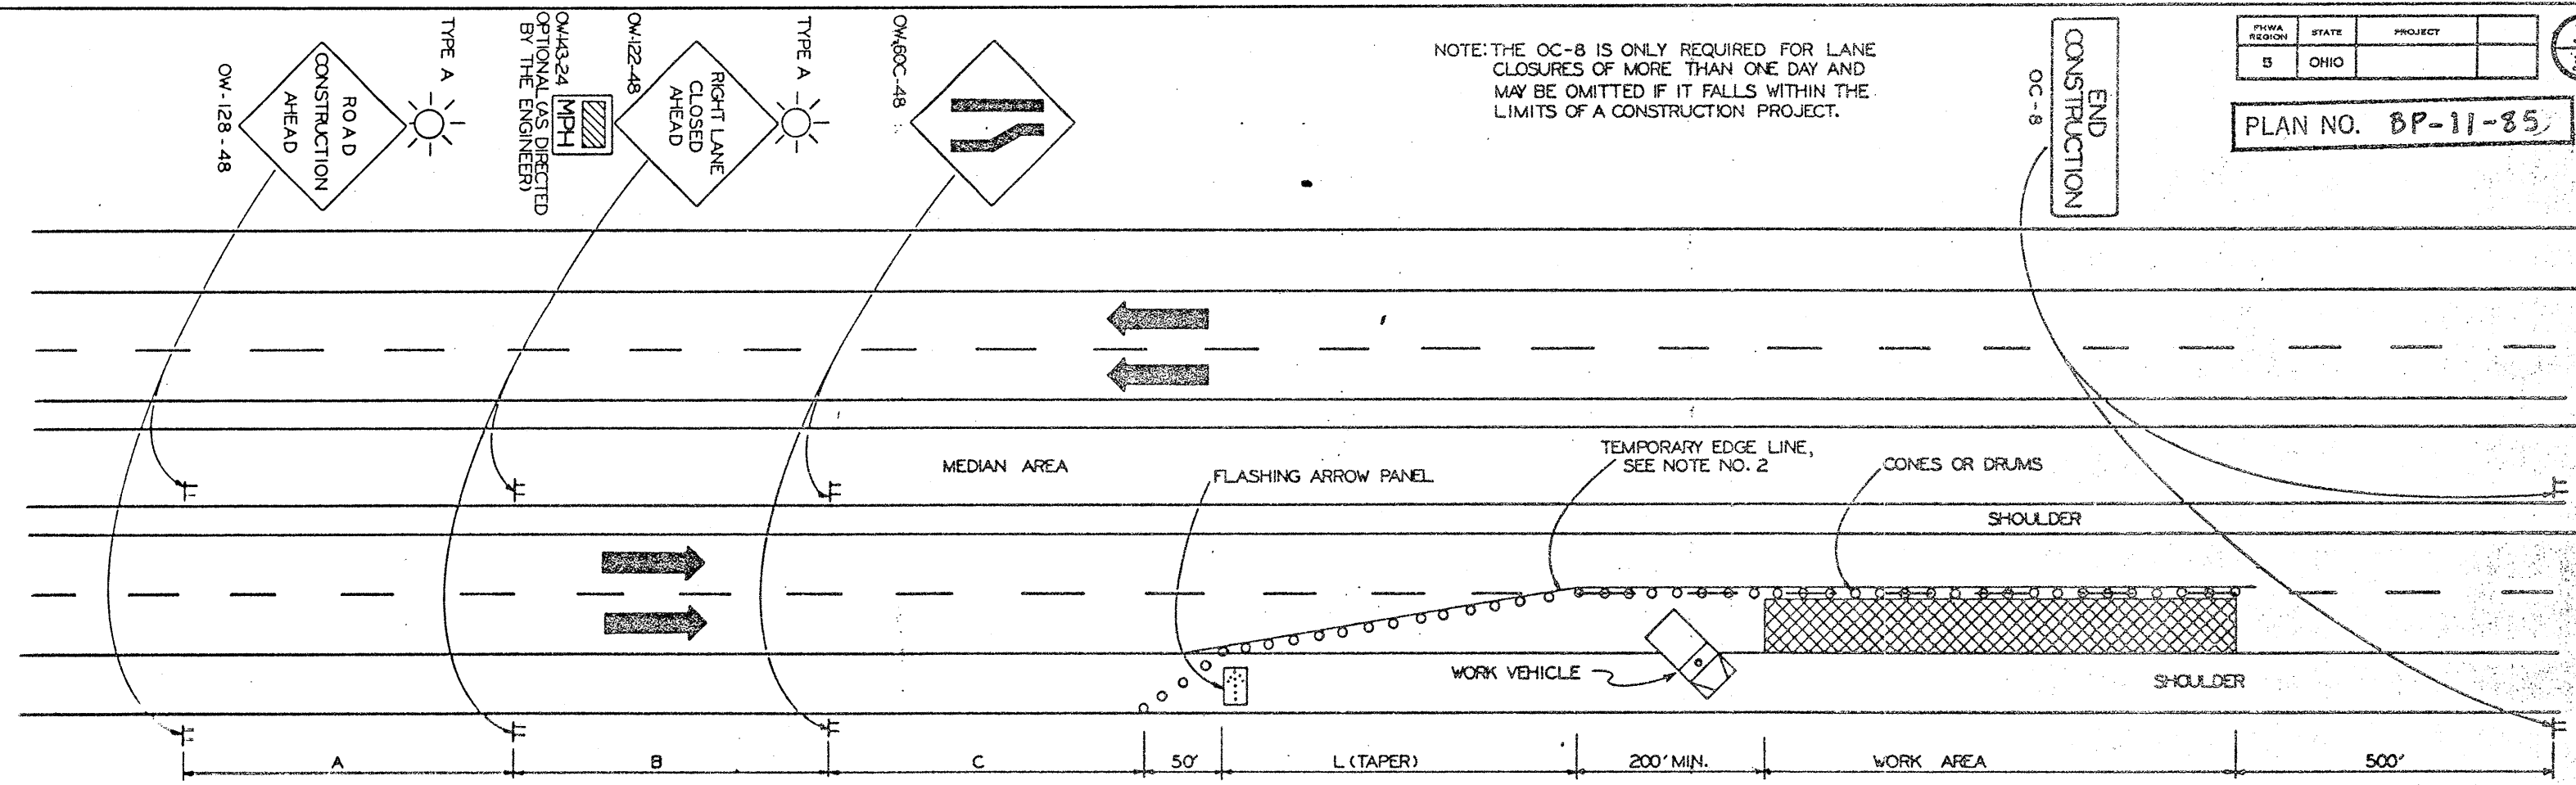 ROAD
CONSTRUCTION
AHEAD
OW-128-48
TYPE A
OW-143-24
OPTIONAL (AS DIRECTED
BY THE ENGINEER)
MPH
OW-122-48
RIGHT LANE
CLOSED
AHEAD
TYPE A
OW-60C-48
NOTE: THE OC-8 IS ONLY REQUIRED FOR LANE
CLOSURES OF MORE THAN ONE DAY AND
MAY BE OMITTED IF IT FALLS WITHIN THE
LIMITS OF A CONSTRUCTION PROJECT.
END
CONSTRUCTION
OC-8
FHWA REGION STATE PROJECT
5 OHIO
PLAN NO. BP-11-85
MEDIAN AREA
FLASHING ARROW PANEL
TEMPORARY EDGE LINE,
SEE NOTE NO. 2
CONES OR DRUMS
SHOULDER
WORK VEHICLE
SHOULDER
A B C 50' L (TAPER) 200' MIN. WORK AREA 500'